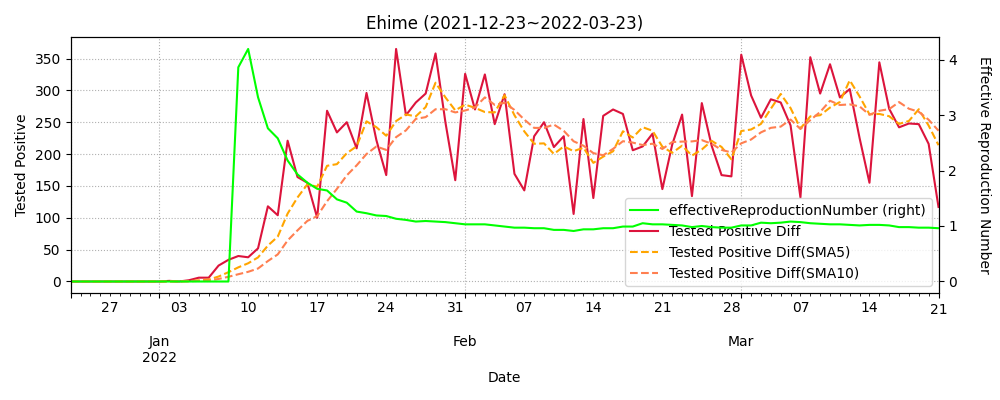 Ehime (2021-12-23~2022-03-23)
Tested Positive
350
300
250
200
150
100
50
0
4
3
2
1
0
Effective Reproduction Number
effectiveReproductionNumber (right)
Tested Positive Diff
Tested Positive Diff(SMA5)
Tested Positive Diff(SMA10)
27 03 10 17 24 31 07 14 21 28 07 14 21
Jan Feb Mar
2022
Date